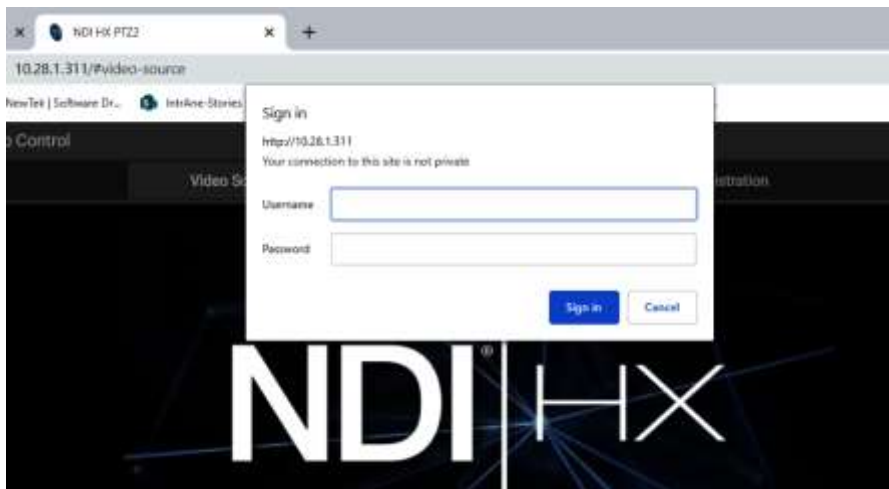 NDI HX PTZ2
10.28.1.311/#video-source
NewTek | Software Dr...
IntrAne-Stories
Control
Video So
istration
Sign in
http://10.28.1.311
Your connection to this site is not private
Username
Password
Sign in
Cancel
NDI® HX